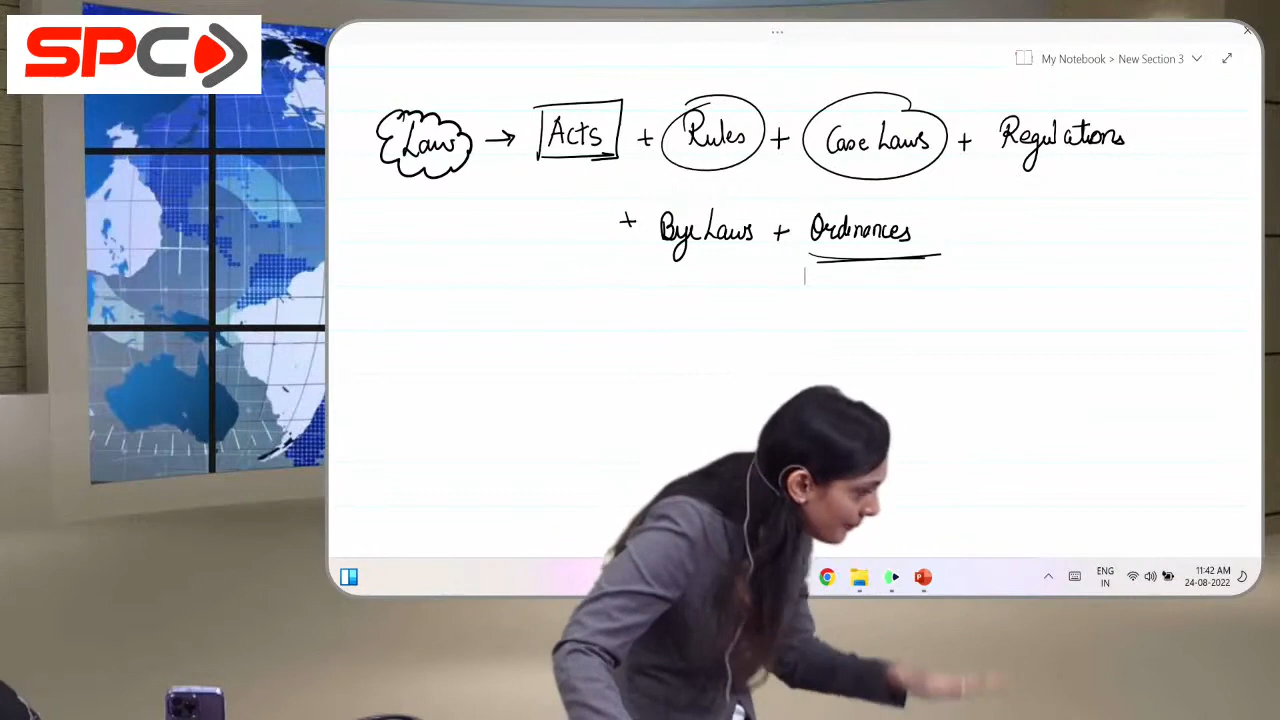 SPC
My Notebook > New Section 3
Law → Acts + Rules + Case Laws + Regulations
+ Bye Laws + Ordinances
ENG
IN
11:42 AM
24-08-2022